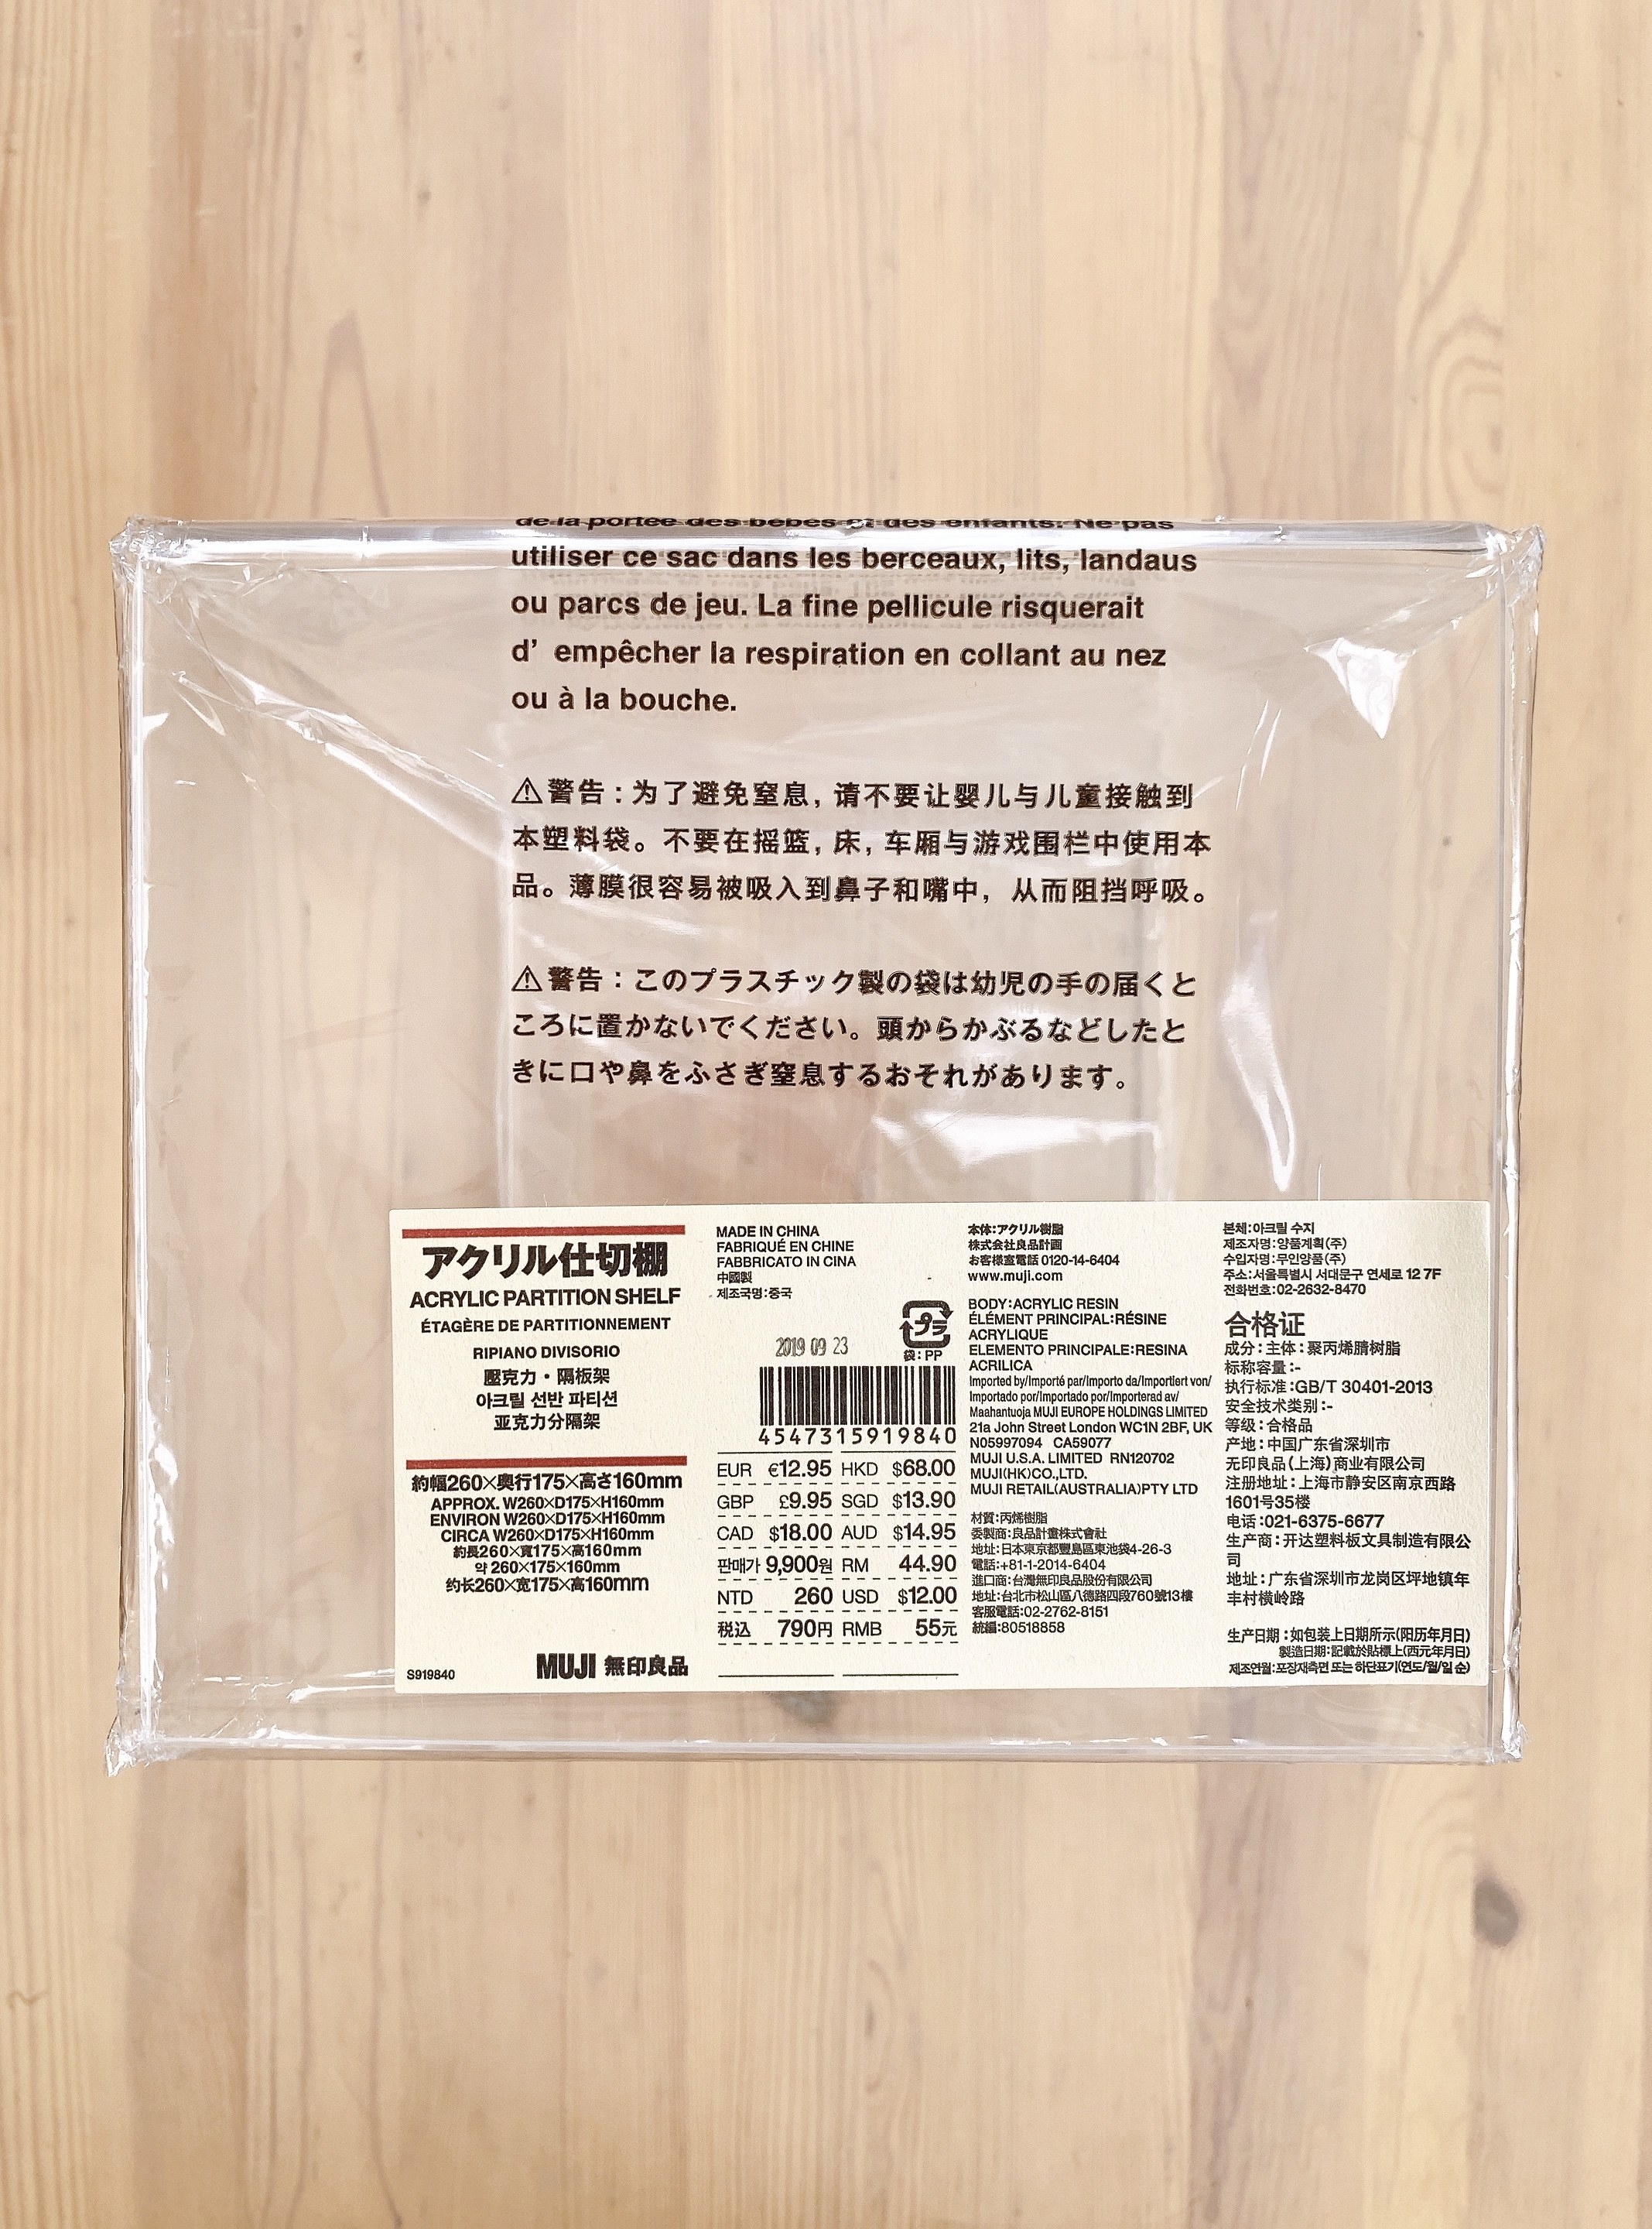 de la portée des bébés et des enfants. Ne pas
utiliser ce sac dans les berceaux, lits, landaus
ou parcs de jeu. La fine pellicule risquerait
d’ empêcher la respiration en collant au nez
ou à la bouche.
⚠警告：为了避免窒息, 请不要让婴儿与儿童接触到
本塑料袋。不要在摇篮, 床, 车厢与游戏围栏中使用本
品。薄膜很容易被吸入到鼻子和嘴中，从而阻挡呼吸。
⚠警告：このプラスチック製の袋は幼児の手の届くと
ころに置かないでください。頭からかぶるなどしたと
きに口や鼻をふさぎ窒息するおそれがあります。
アクリル仕切棚
ACRYLIC PARTITION SHELF
ÉTAGÈRE DE PARTITIONNEMENT
RIPIANO DIVISORIO
壓克力・隔板架
아크릴 선반 파티션
亚克力分隔架
約幅260×奥行175×高さ160mm
APPROX. W260×D175×H160mm
ENVIRON W260×D175×H160mm
CIRCA W260×D175×H160mm
約長260×寬175×高160mm
약 260×175×160mm
约长260×宽175×高160mm
S919840
MUJI 無印良品
MADE IN CHINA
FABRIQUÉ EN CHINE
FABBRICATO IN CINA
中國製
제조국명:중국
2019 09 23
プラ
袋:PP
4547315919840
EUR €12.95 HKD $68.00
GBP £9.95 SGD $13.90
CAD $18.00 AUD $14.95
판매가 9,900원 RM 44.90
NTD 260 USD $12.00
税込 790円 RMB 55元
本体:アクリル樹脂
株式会社良品計画
お客様室電話 0120-14-6404
www.muji.com
BODY:ACRYLIC RESIN
ÉLÉMENT PRINCIPAL:RÉSINE
ACRYLIQUE
ELEMENTO PRINCIPALE:RESINA
ACRILICA
Imported by/Importé par/Importo da/Importiert von/
Importado por/Importado por/Importerad av/
Maahantuoja MUJI EUROPE HOLDINGS LIMITED
21a John Street London WC1N 2BF, UK
N05997094 CA59077
MUJI U.S.A. LIMITED RN120702
MUJI(HK)CO.,LTD.
MUJI RETAIL(AUSTRALIA)PTY LTD
材質:丙烯樹脂
委製商:良品計畫株式會社
地址:日本東京都豐島區東池袋4-26-3
電話:+81-1-2014-6404
進口商:台灣無印良品股份有限公司
地址:台北市松山區八德路四段760號13樓
客服電話:02-2762-8151
統編:80518858
본체:아크릴 수지
제조자명:양품계획(주)
수입자명:무인양품(주)
주소:서울특별시 서대문구 연세로 12 7F
전화번호:02-2632-8470
合格证
成分:主体:聚丙烯腈树脂
标称容量:-
执行标准:GB/T 30401-2013
安全技术类别:-
等级:合格品
产地:中国广东省深圳市
无印良品(上海)商业有限公司
注册地址:上海市静安区南京西路
1601号35楼
电话:021-6375-6677
生产商:开达塑料板文具制造有限公
司
地址:广东省深圳市龙岗区坪地镇年
丰村横岭路
生产日期:如包装上日期所示(阳历年月日)
製造日期:記載於貼標上(西元年月日)
제조연월:포장재측면 또는 하단표기(연도/월/일 순)